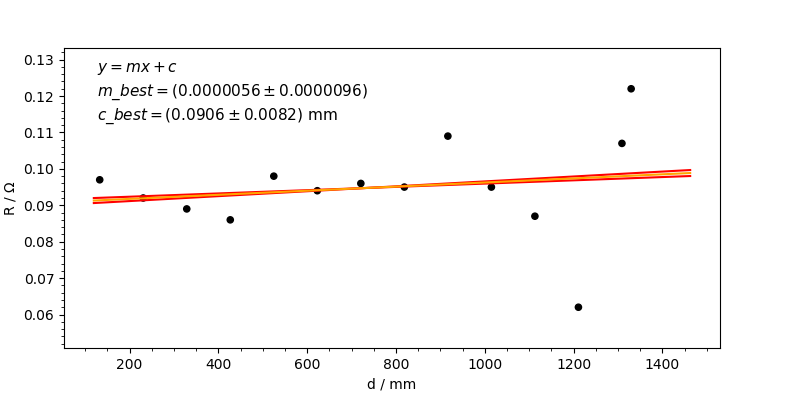 y = mx + c
m_best = (0.0000056 ± 0.0000096)
c_best = (0.0906 ± 0.0082) mm
0.13
0.12
0.11
0.10
0.09
0.08
0.07
0.06
R / Ω
200 400 600 800 1000 1200 1400
d / mm